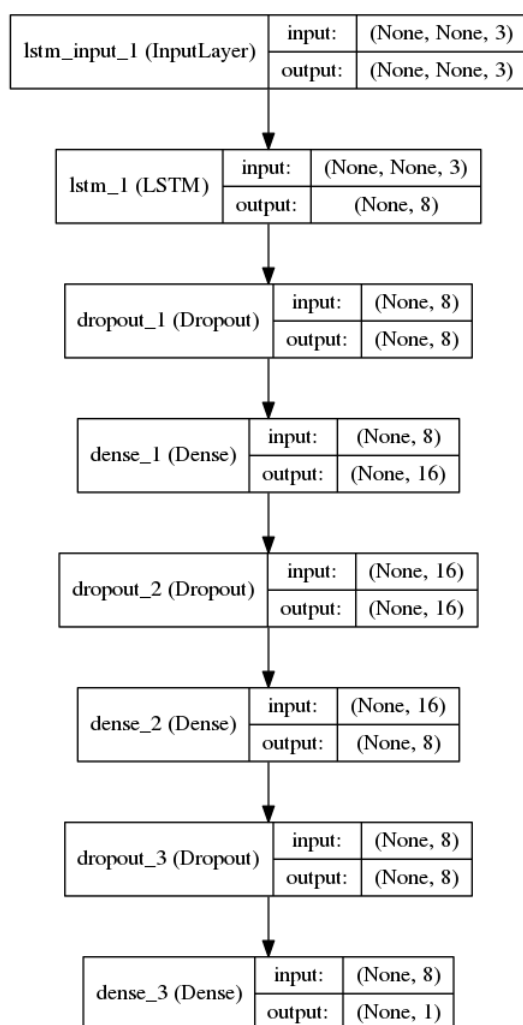 lstm_input_1 (InputLayer)
input: (None, None, 3)
output: (None, None, 3)
lstm_1 (LSTM)
input: (None, None, 3)
output: (None, 8)
dropout_1 (Dropout)
input: (None, 8)
output: (None, 8)
dense_1 (Dense)
input: (None, 8)
output: (None, 16)
dropout_2 (Dropout)
input: (None, 16)
output: (None, 16)
dense_2 (Dense)
input: (None, 16)
output: (None, 8)
dropout_3 (Dropout)
input: (None, 8)
output: (None, 8)
dense_3 (Dense)
input: (None, 8)
output: (None, 1)